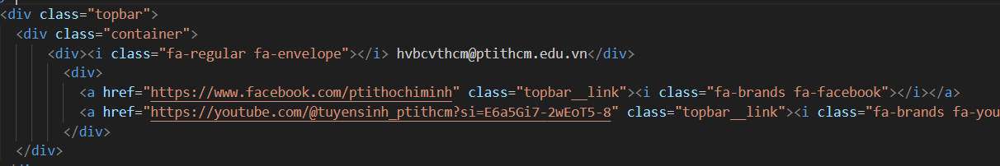 <div class="topbar">
<div class="container">
<div><i class="fa-regular fa-envelope"></i> hvbcvthcm@ptithcm.edu.vn</div>
<div>
<a href="https://www.facebook.com/ptithochiminh" class="topbar__link"><i class="fa-brands fa-facebook"></i></a>
<a href="https://youtube.com/@tuyensinh_ptithcm?si=E6a5Gi7-2wEoT5-8" class="topbar__link"><i class="fa-brands fa-you
</div>
</div>